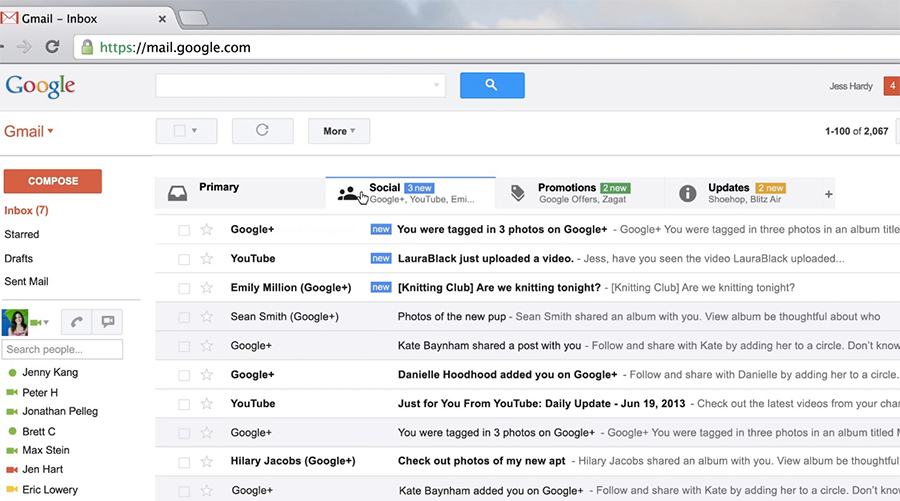 Gmail – Inbox
https://mail.google.com
Google
Jess Hardy 4
Gmail
More
1-100 of 2,067
COMPOSE
Primary
Social 3 new
Google+, YouTube, Emi...
Promotions 2 new
Google Offers, Zagat
Updates 2 new
Shoehop, Blitz Air
+
Inbox (7)
Starred
Drafts
Sent Mail
Search people...
Jenny Kang
Peter H
Jonathan Pelleg
Brett C
Max Stein
Jen Hart
Eric Lowery
Google+ new You were tagged in 3 photos on Google+ - Google+ You were tagged in three photos in an album titled
YouTube new LauraBlack just uploaded a video. - Jess, have you seen the video LauraBlack uploaded...
Emily Million (Google+) new [Knitting Club] Are we knitting tonight? - [Knitting Club] Are we knitting tonight?
Sean Smith (Google+) Photos of the new pup - Sean Smith shared an album with you. View album be thoughtful about who
Google+ Kate Baynham shared a post with you - Follow and share with Kate by adding her to a circle. Don't know
Google+ Danielle Hoodhood added you on Google+ - Follow and share with Danielle by adding her to a circle.
YouTube Just for You From YouTube: Daily Update - Jun 19, 2013 - Check out the latest videos from your
Google+ You were tagged in 3 photos on Google+ - Google+ You were tagged in three photos in an album titled
Hilary Jacobs (Google+) Check out photos of my new apt - Hilary Jacobs shared an album with you. View album be thoughtful
Google+ Kate Baynham added you on Google+ - Follow and share with Kate by adding her to a circle. Don't know